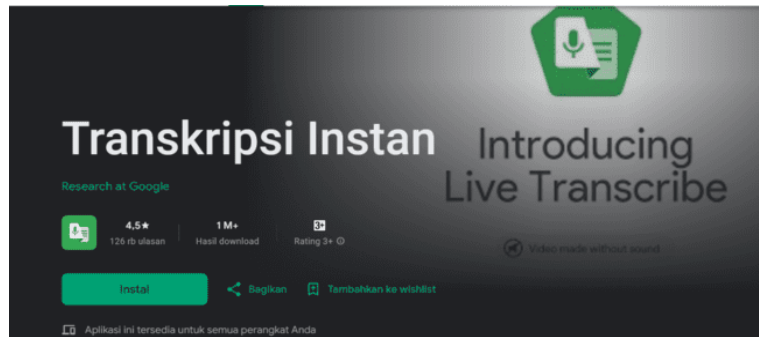 Transkripsi Instan
Introducing
Live Transcribe
Research at Google
4,5★
1 M+
3+
126 rb ulasan
Hasil download
Rating 3+
Video made without sound
Instal
Bagikan
Tambahkan ke wishlist
Aplikasi ini tersedia untuk semua perangkat Anda